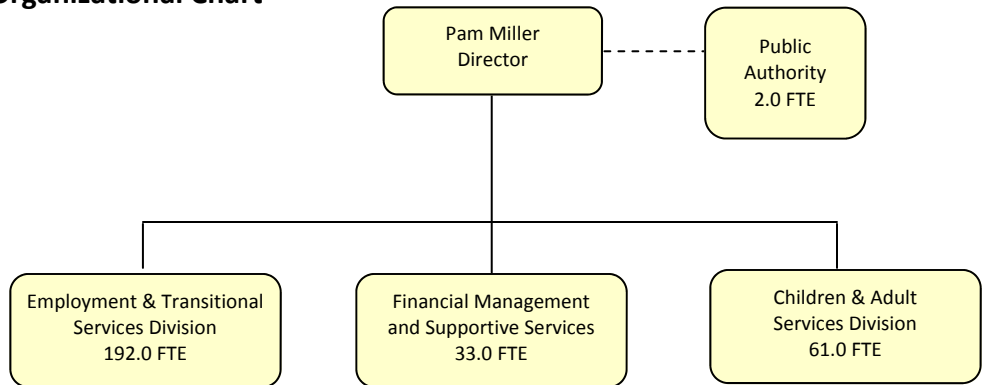 Organizational Chart
Pam Miller
Director
Public
Authority
2.0 FTE
Employment & Transitional
Services Division
192.0 FTE
Financial Management
and Supportive Services
33.0 FTE
Children & Adult
Services Division
61.0 FTE